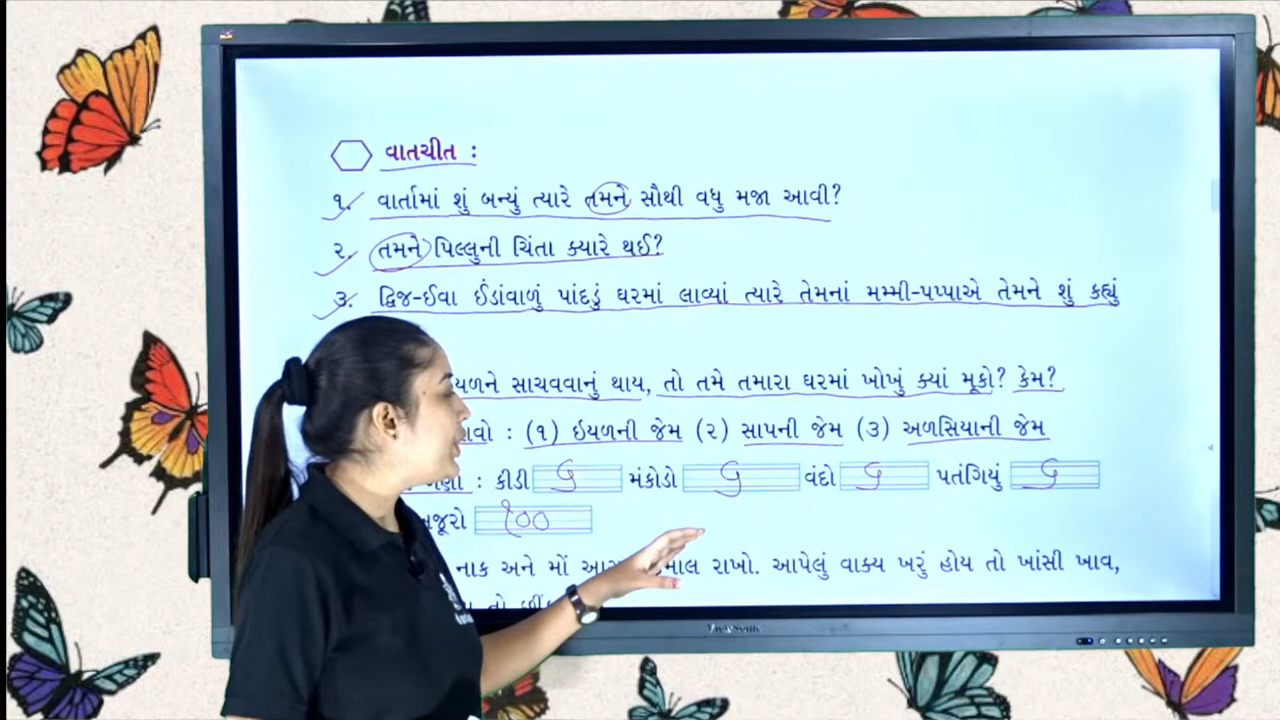 વાતચીત :
૧. વાર્તામાં શું બન્યું ત્યારે તમને સૌથી વધુ મજા આવી?
૨. તમને પિલ્લુની ચિંતા ક્યારે થઈ?
૩. દ્વિજ-ઈવા ઈંડાંવાળું પાંદડું ઘરમાં લાવ્યાં ત્યારે તેમનાં મમ્મી-પપ્પાએ તેમને શું કહ્યું
સાચવવાનું થાય, તો તમે તમારા ઘરમાં ખોખું ક્યાં મૂકો? કેમ?
: (૧) ઇયળની જેમ (૨) સાપની જેમ (૩) અળસિયાની જેમ
: કીડી ૬ મંકોડો ૬ વંદો ૬ પતંગિયું ૬
૧૦૦
નાક અને મોં રાખો. આપેલું વાક્ય ખરું હોય તો ખાંસી ખાવ,
ViewSonic